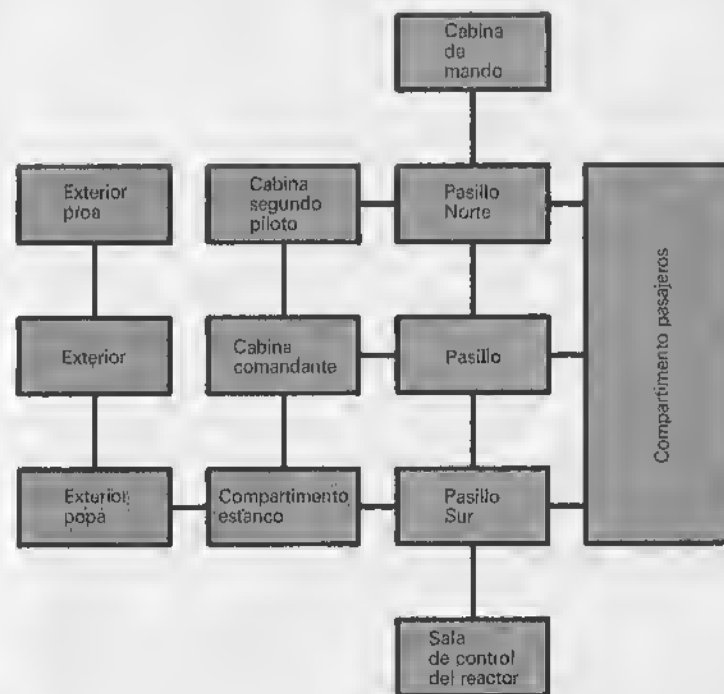 Cabina
de
mando
Exterior
proa
Cabina
segundo
piloto
Pasillo
Norte
Compartimento pasajeros
Exterior
Cabina
comandante
Pasillo
Exterior
popa
Compartimento
estanco
Pasillo
Sur
Sala
de control
del reactor